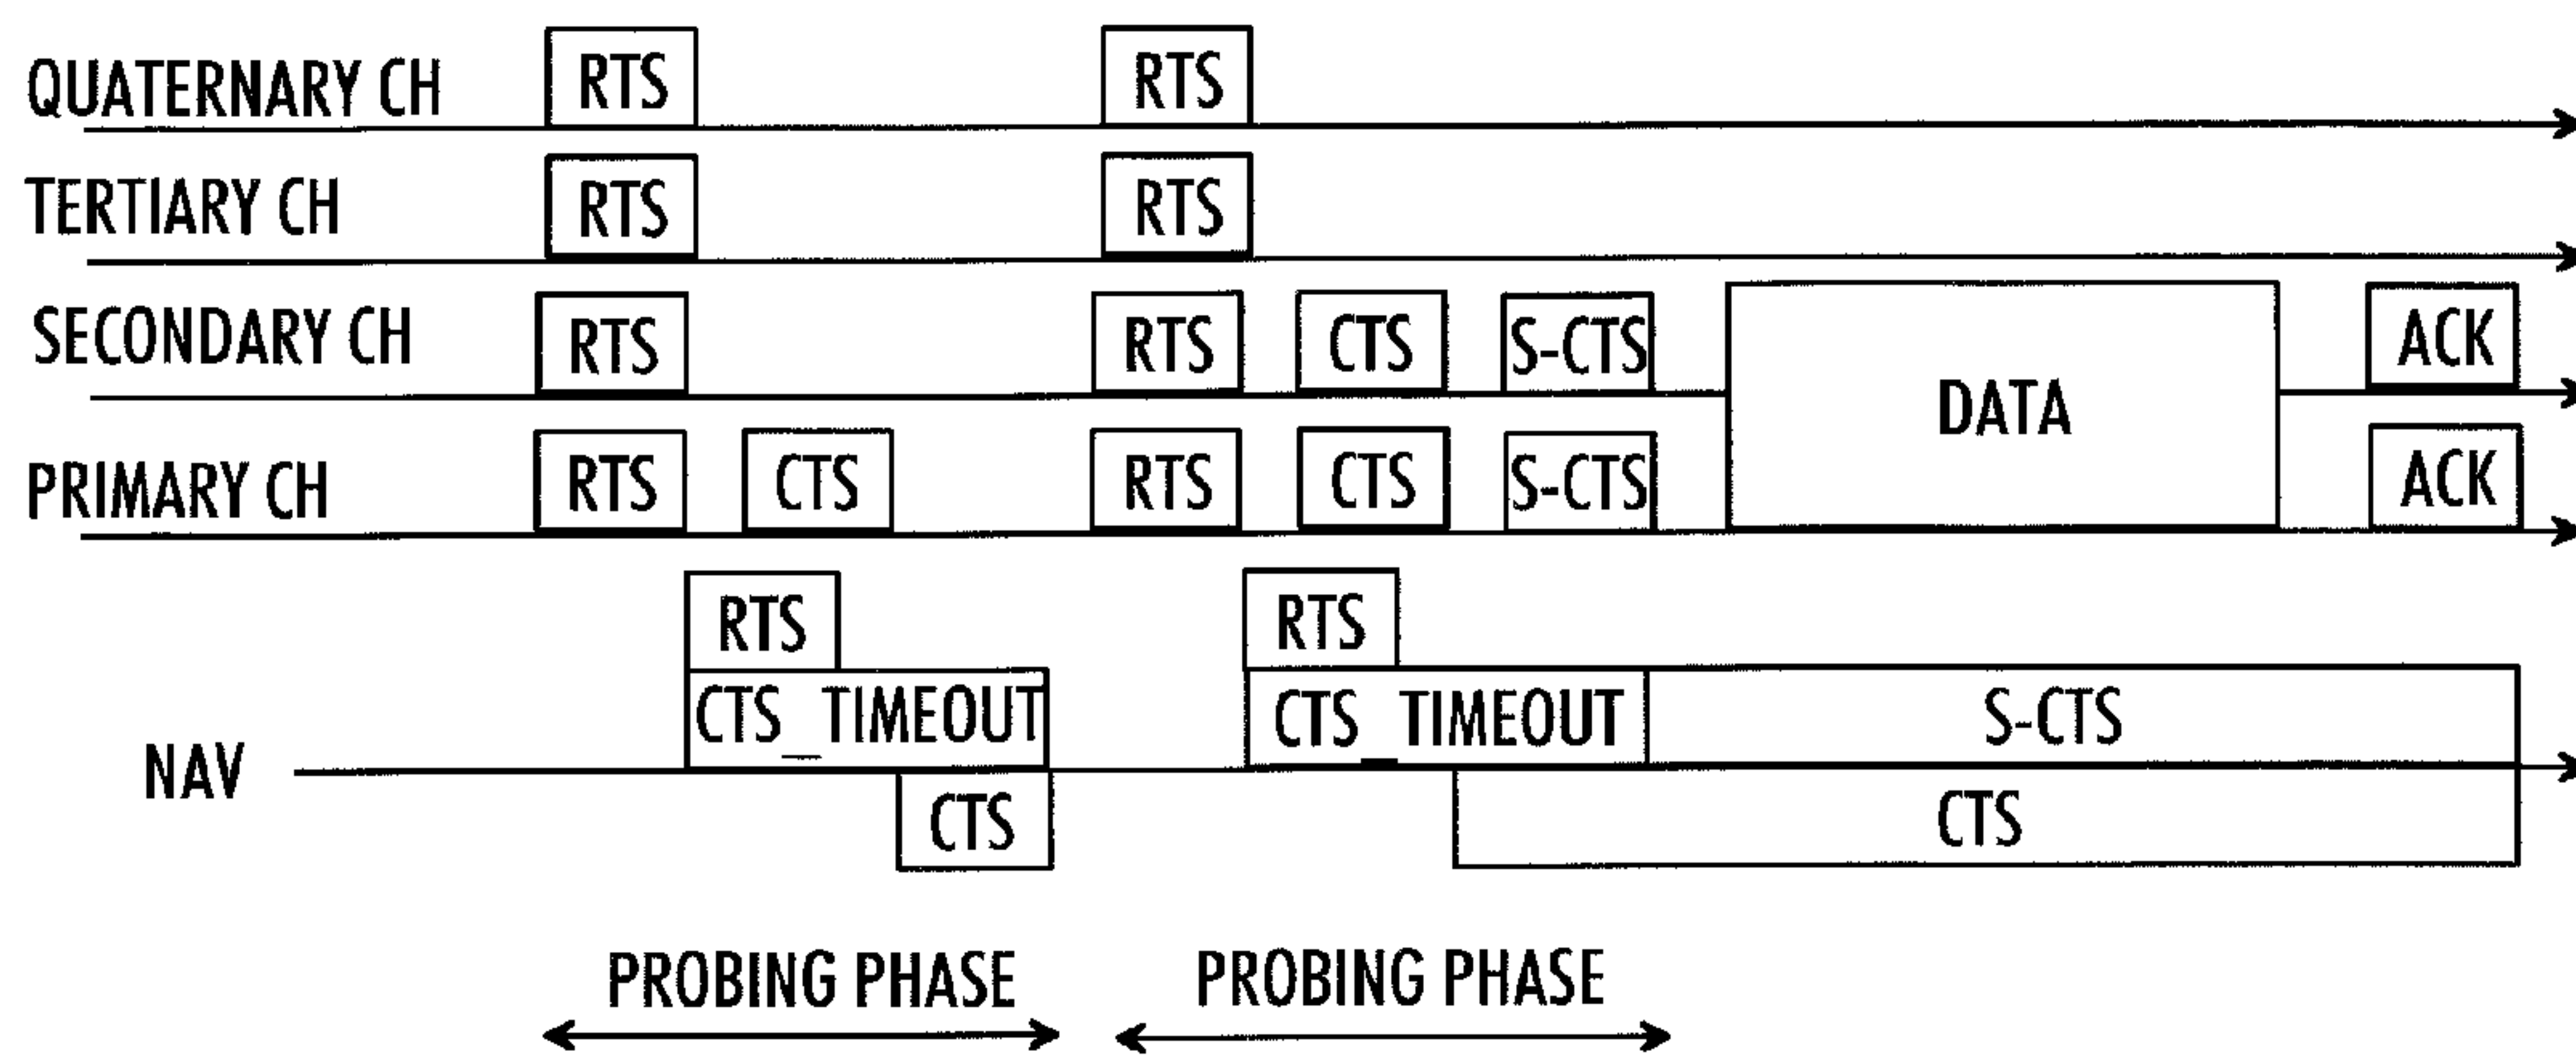 QUATERNARY CH RTS RTS
TERTIARY CH RTS RTS
SECONDARY CH RTS RTS CTS S-CTS DATA ACK
PRIMARY CH RTS CTS RTS CTS S-CTS ACK
RTS RTS
CTS_TIMEOUT CTS_TIMEOUT S-CTS
NAV
CTS CTS
PROBING PHASE PROBING PHASE